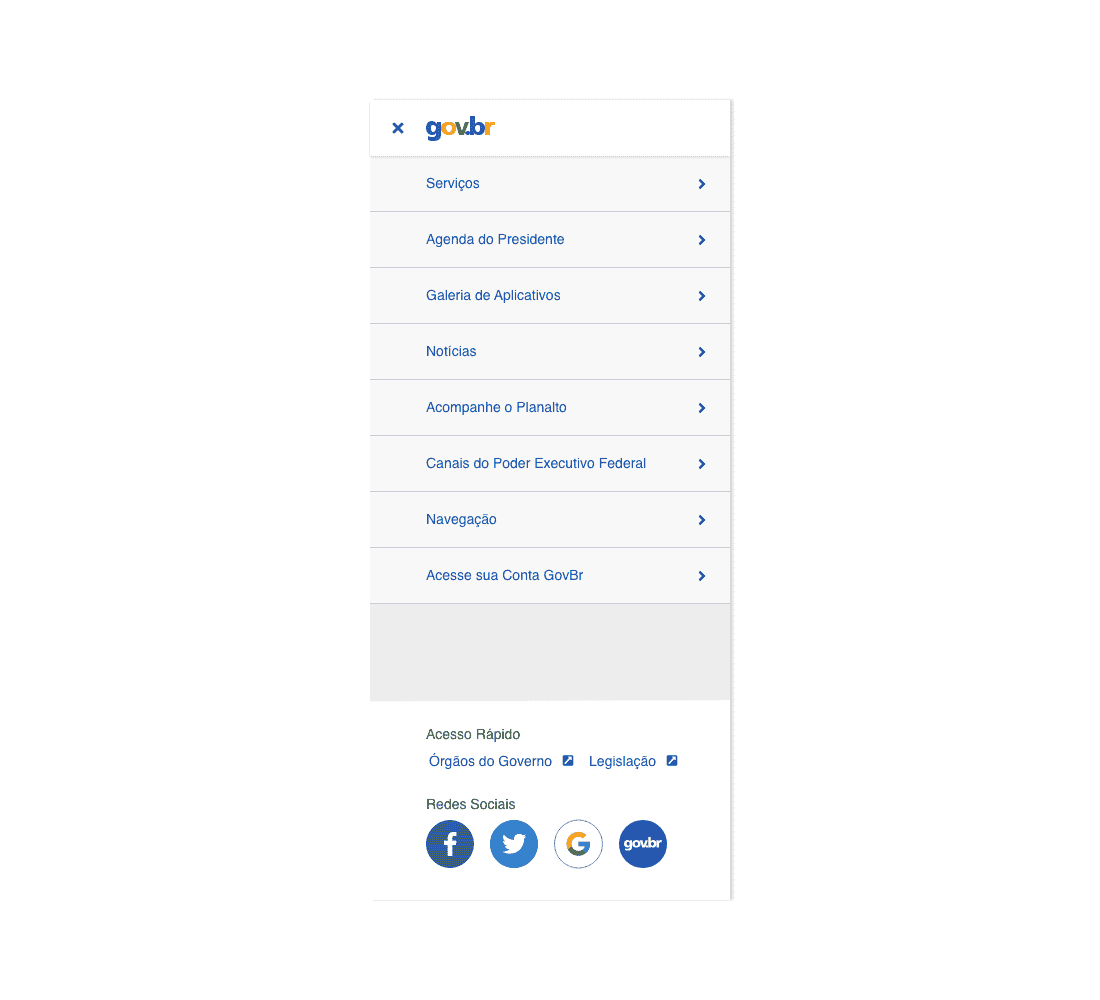 gov.br
Serviços
Agenda do Presidente
Galeria de Aplicativos
Notícias
Acompanhe o Planalto
Canais do Poder Executivo Federal
Navegação
Acesse sua Conta GovBr
Acesso Rápido
Órgãos do Governo Legislação
Redes Sociais
f G gov.br